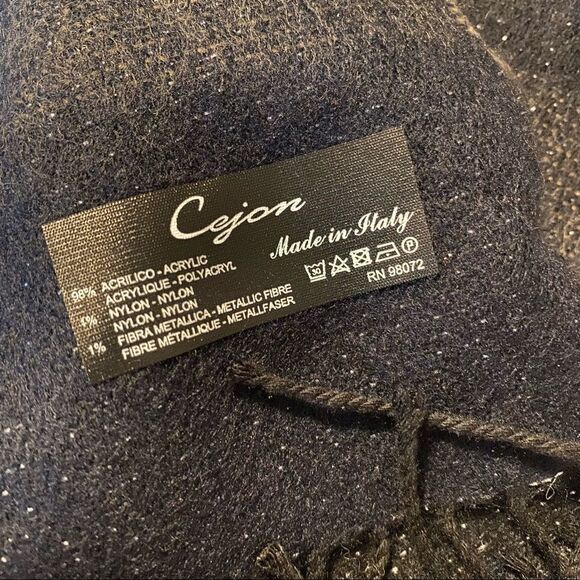 Cejon
Made in Italy
98% ACRILICO - ACRYLIC
ACRYLIQUE - POLYACRYL
1% NYLON - NYLON
NYLON - NYLON
1% FIBRA METALLICA - METALLIC FIBRE
FIBRE MÉTALLIQUE - METALLFASER
30
P
RN 98072